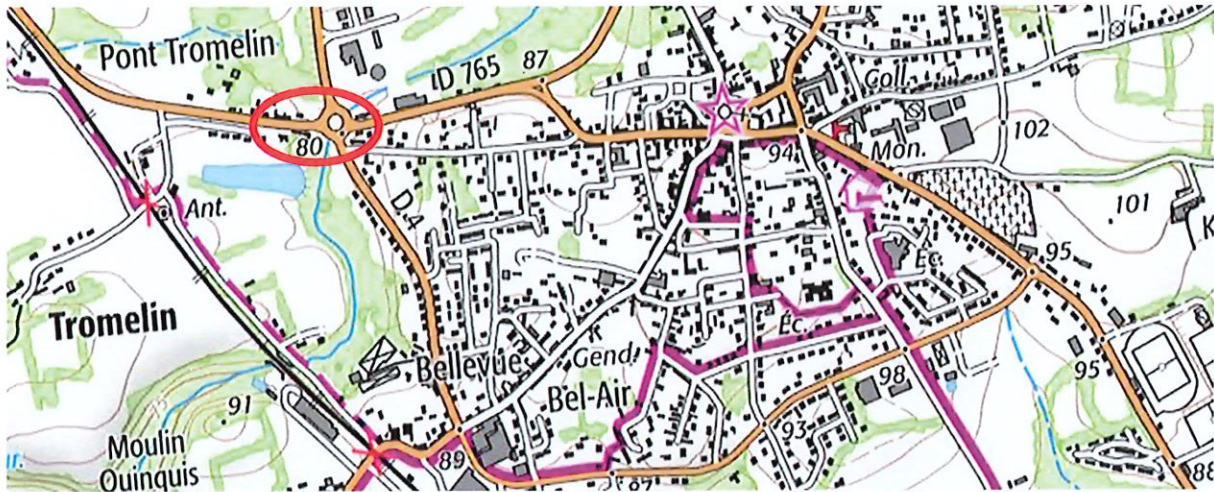 Pont Tromelin
D 765
87
80
Coll.
102
Mon.
94
Ant.
D 4
101
95
Éc.
Tromelin
Éc.
Bellevue
Gend.
Bel-Air
98
95
91
Moulin
Quinquis
89
93
88